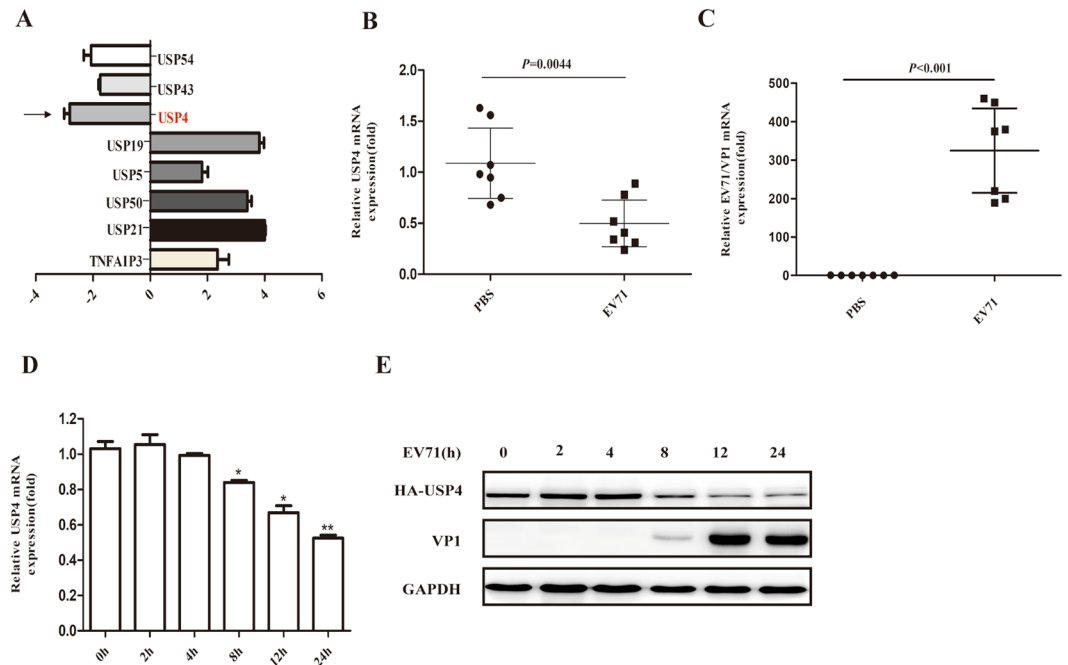 A
USP54
USP43
USP4
USP19
USP5
USP50
USP21
TNFAIP3
-4
-2
0
2
4
6
B
P=0.0044
Relative USP4 mRNA
expression(fold)
2.0
1.5
1.0
0.5
0.0
PBS
EV71
C
P<0.001
Relative EV71/VP1 mRNA
expression(fold)
500
400
300
200
100
0
PBS
EV71
D
Relative USP4 mRNA
expression(fold)
1.2
1.0
0.8
0.6
0.4
0.2
0.0
*
*
**
0h
2h
4h
8h
12h
24h
E
EV71(h) 0 2 4 8 12 24
HA-USP4
VP1
GAPDH